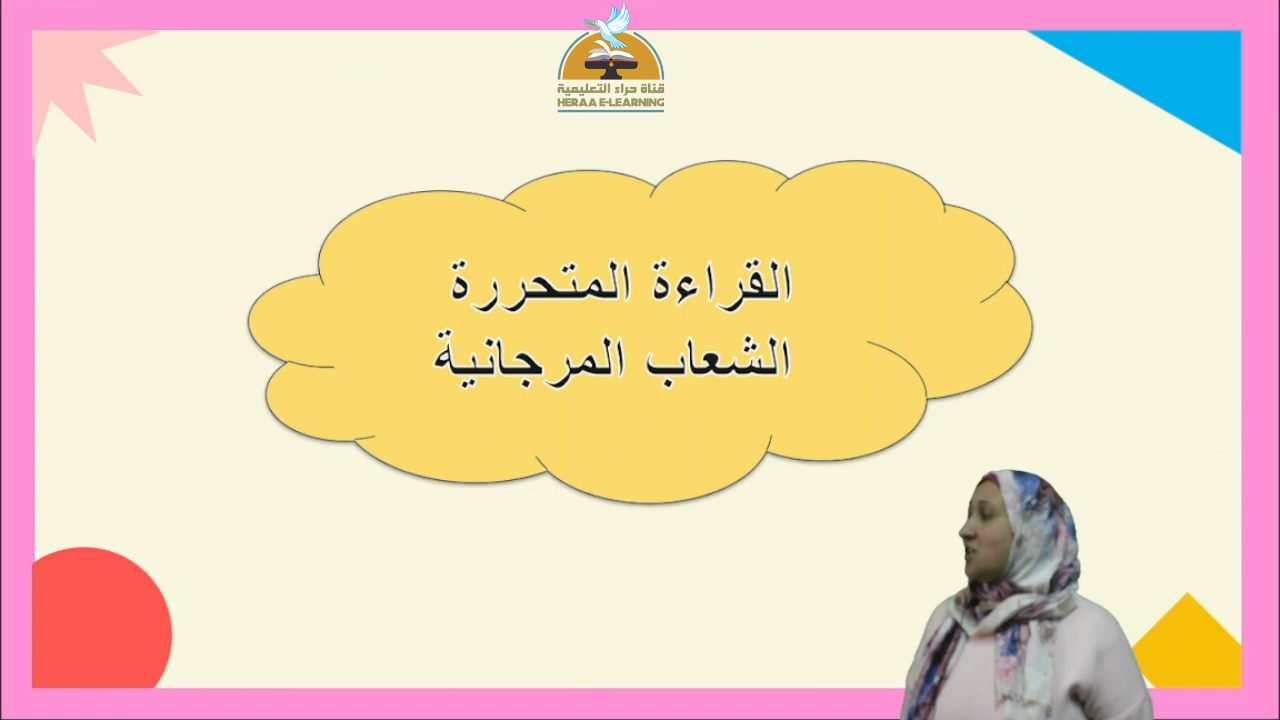 قناة حراء التعليمية
HERAA E-LEARNING
القراءة المتحررة
الشعاب المرجانية